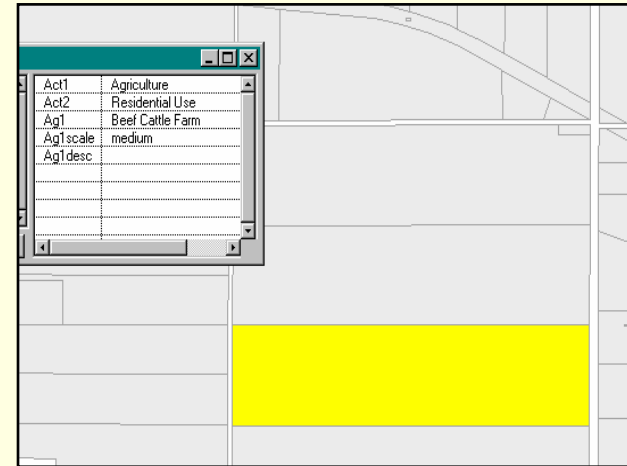 Act1 Agriculture
Act2 Residential Use
Ag1 Beef Cattle Farm
Ag1scale medium
Ag1desc